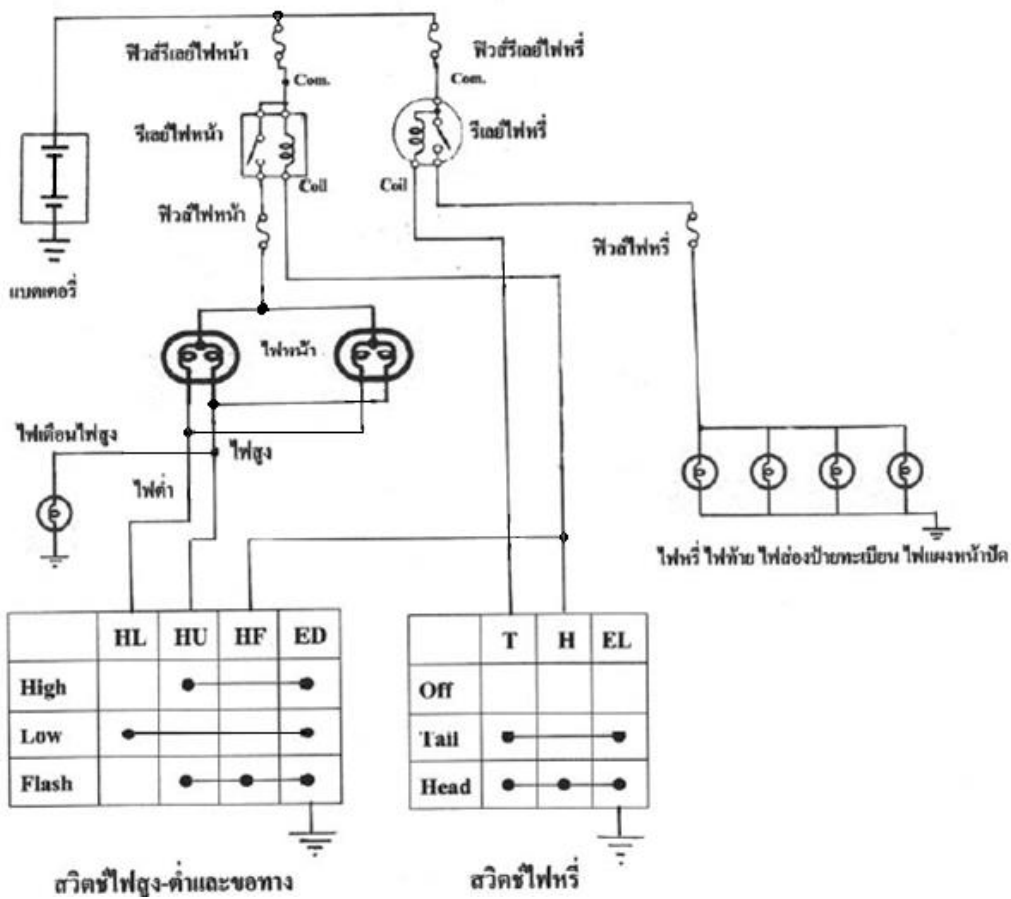 ฟิวส์รีเลย์ไฟหน้า
ฟิวส์รีเลย์ไฟหรี่
Com.
Com.
รีเลย์ไฟหน้า
รีเลย์ไฟหรี่
Coil
Coil
ฟิวส์ไฟหน้า
ฟิวส์ไฟหรี่
แบตเตอรี่
ไฟหน้า
ไฟเตือนไฟสูง
ไฟสูง
ไฟต่ำ
ไฟหรี่ ไฟท้าย ไฟส่องป้ายทะเบียน ไฟแผงหน้าปัด
HL HU HF ED
High
Low
Flash
T H EL
Off
Tail
Head
สวิตช์ไฟสูง-ต่ำและขอทาง
สวิตช์ไฟหรี่